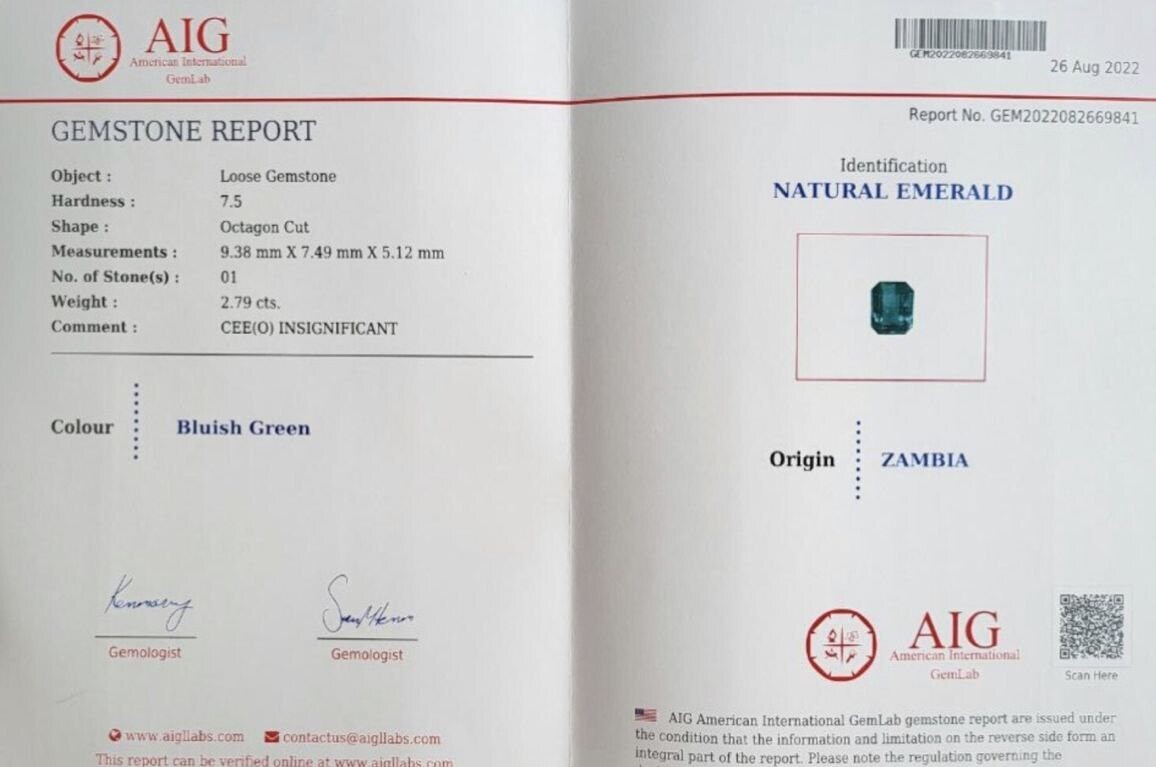 AIG
American International
GemLab
GEMSTONE REPORT
Object : Loose Gemstone
Hardness : 7.5
Shape : Octagon Cut
Measurements : 9.38 mm X 7.49 mm X 5.12 mm
No. of Stone(s) : 01
Weight : 2.79 cts.
Comment : CEE(O) INSIGNIFICANT
Colour Bluish Green
Gemologist Gemologist
www.aigllabs.com contactus@aigllabs.com
This report can be verified online at www.aigllabs.com
GEM2022082669841
26 Aug 2022
Report No. GEM2022082669841
Identification
NATURAL EMERALD
Origin ZAMBIA
AIG
American International
GemLab
Scan Here
AIG American International GemLab gemstone report are issued under
the condition that the information and limitation on the reverse side form an
integral part of the report. Please note the regulation governing the